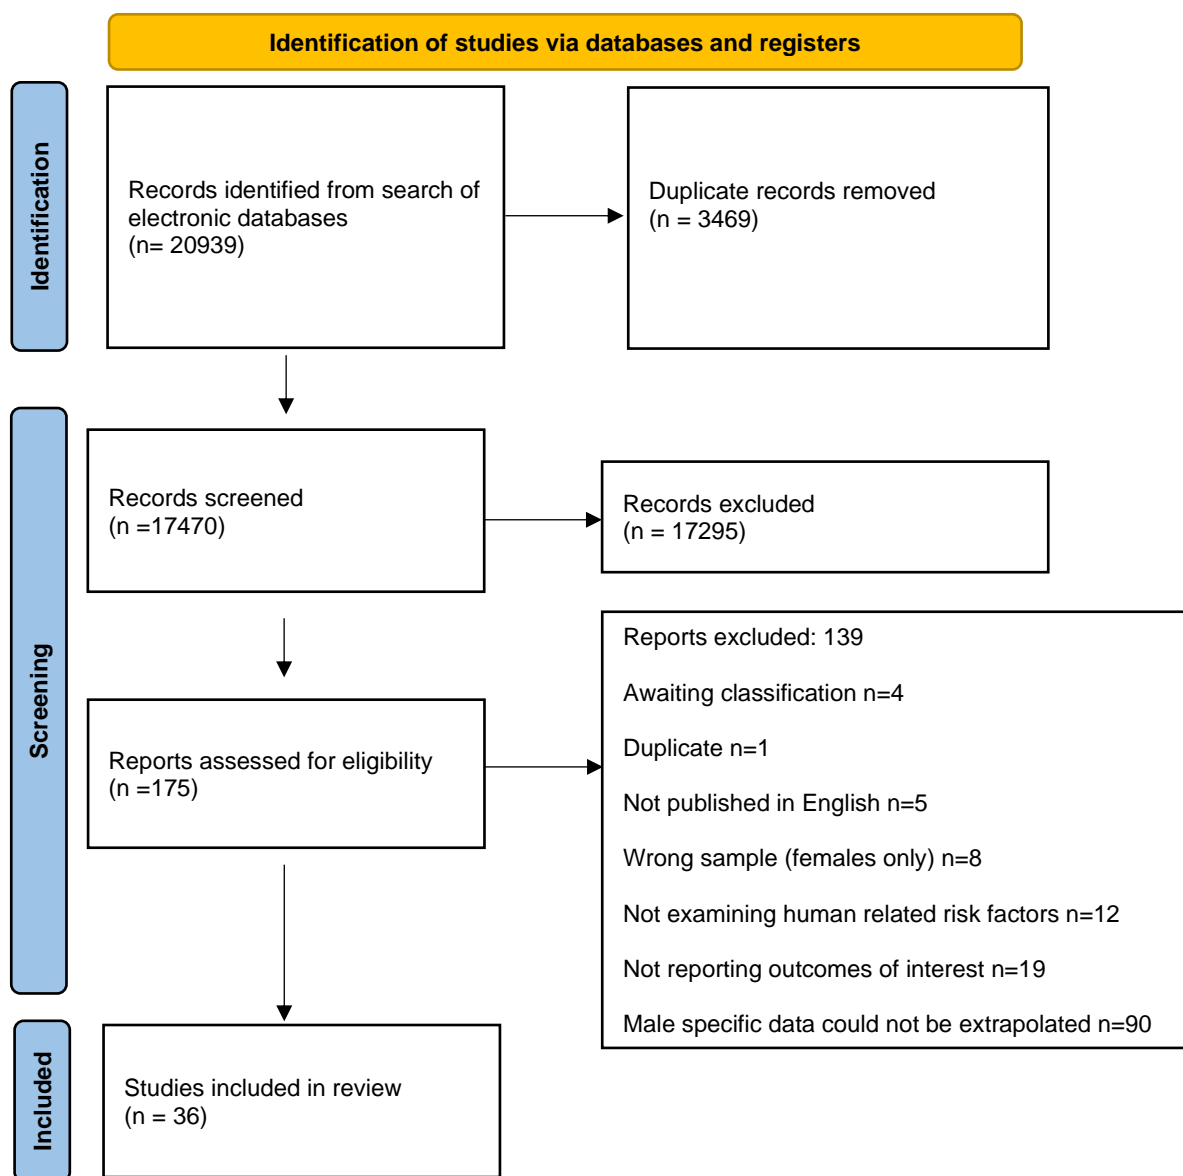 Identification of studies via databases and registers
Identification
Records identified from search of
electronic databases
(n= 20939)
Duplicate records removed
(n = 3469)
Screening
Records screened
(n =17470)
Records excluded
(n = 17295)
Reports assessed for eligibility
(n =175)
Reports excluded: 139
Awaiting classification n=4
Duplicate n=1
Not published in English n=5
Wrong sample (females only) n=8
Not examining human related risk factors n=12
Not reporting outcomes of interest n=19
Male specific data could not be extrapolated n=90
Included
Studies included in review
(n = 36)